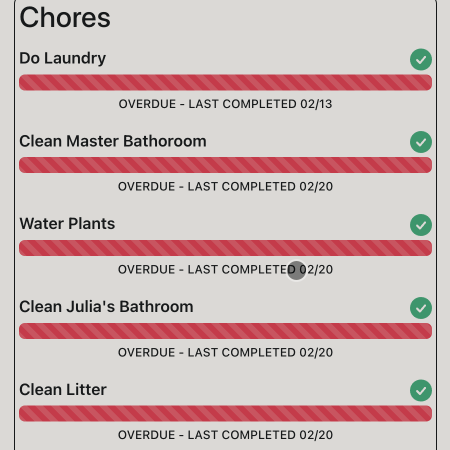 Chores
Do Laundry
OVERDUE - LAST COMPLETED 02/13
Clean Master Bathoroom
OVERDUE - LAST COMPLETED 02/20
Water Plants
OVERDUE - LAST COMPLETED 02/20
Clean Julia's Bathroom
OVERDUE - LAST COMPLETED 02/20
Clean Litter
OVERDUE - LAST COMPLETED 02/20